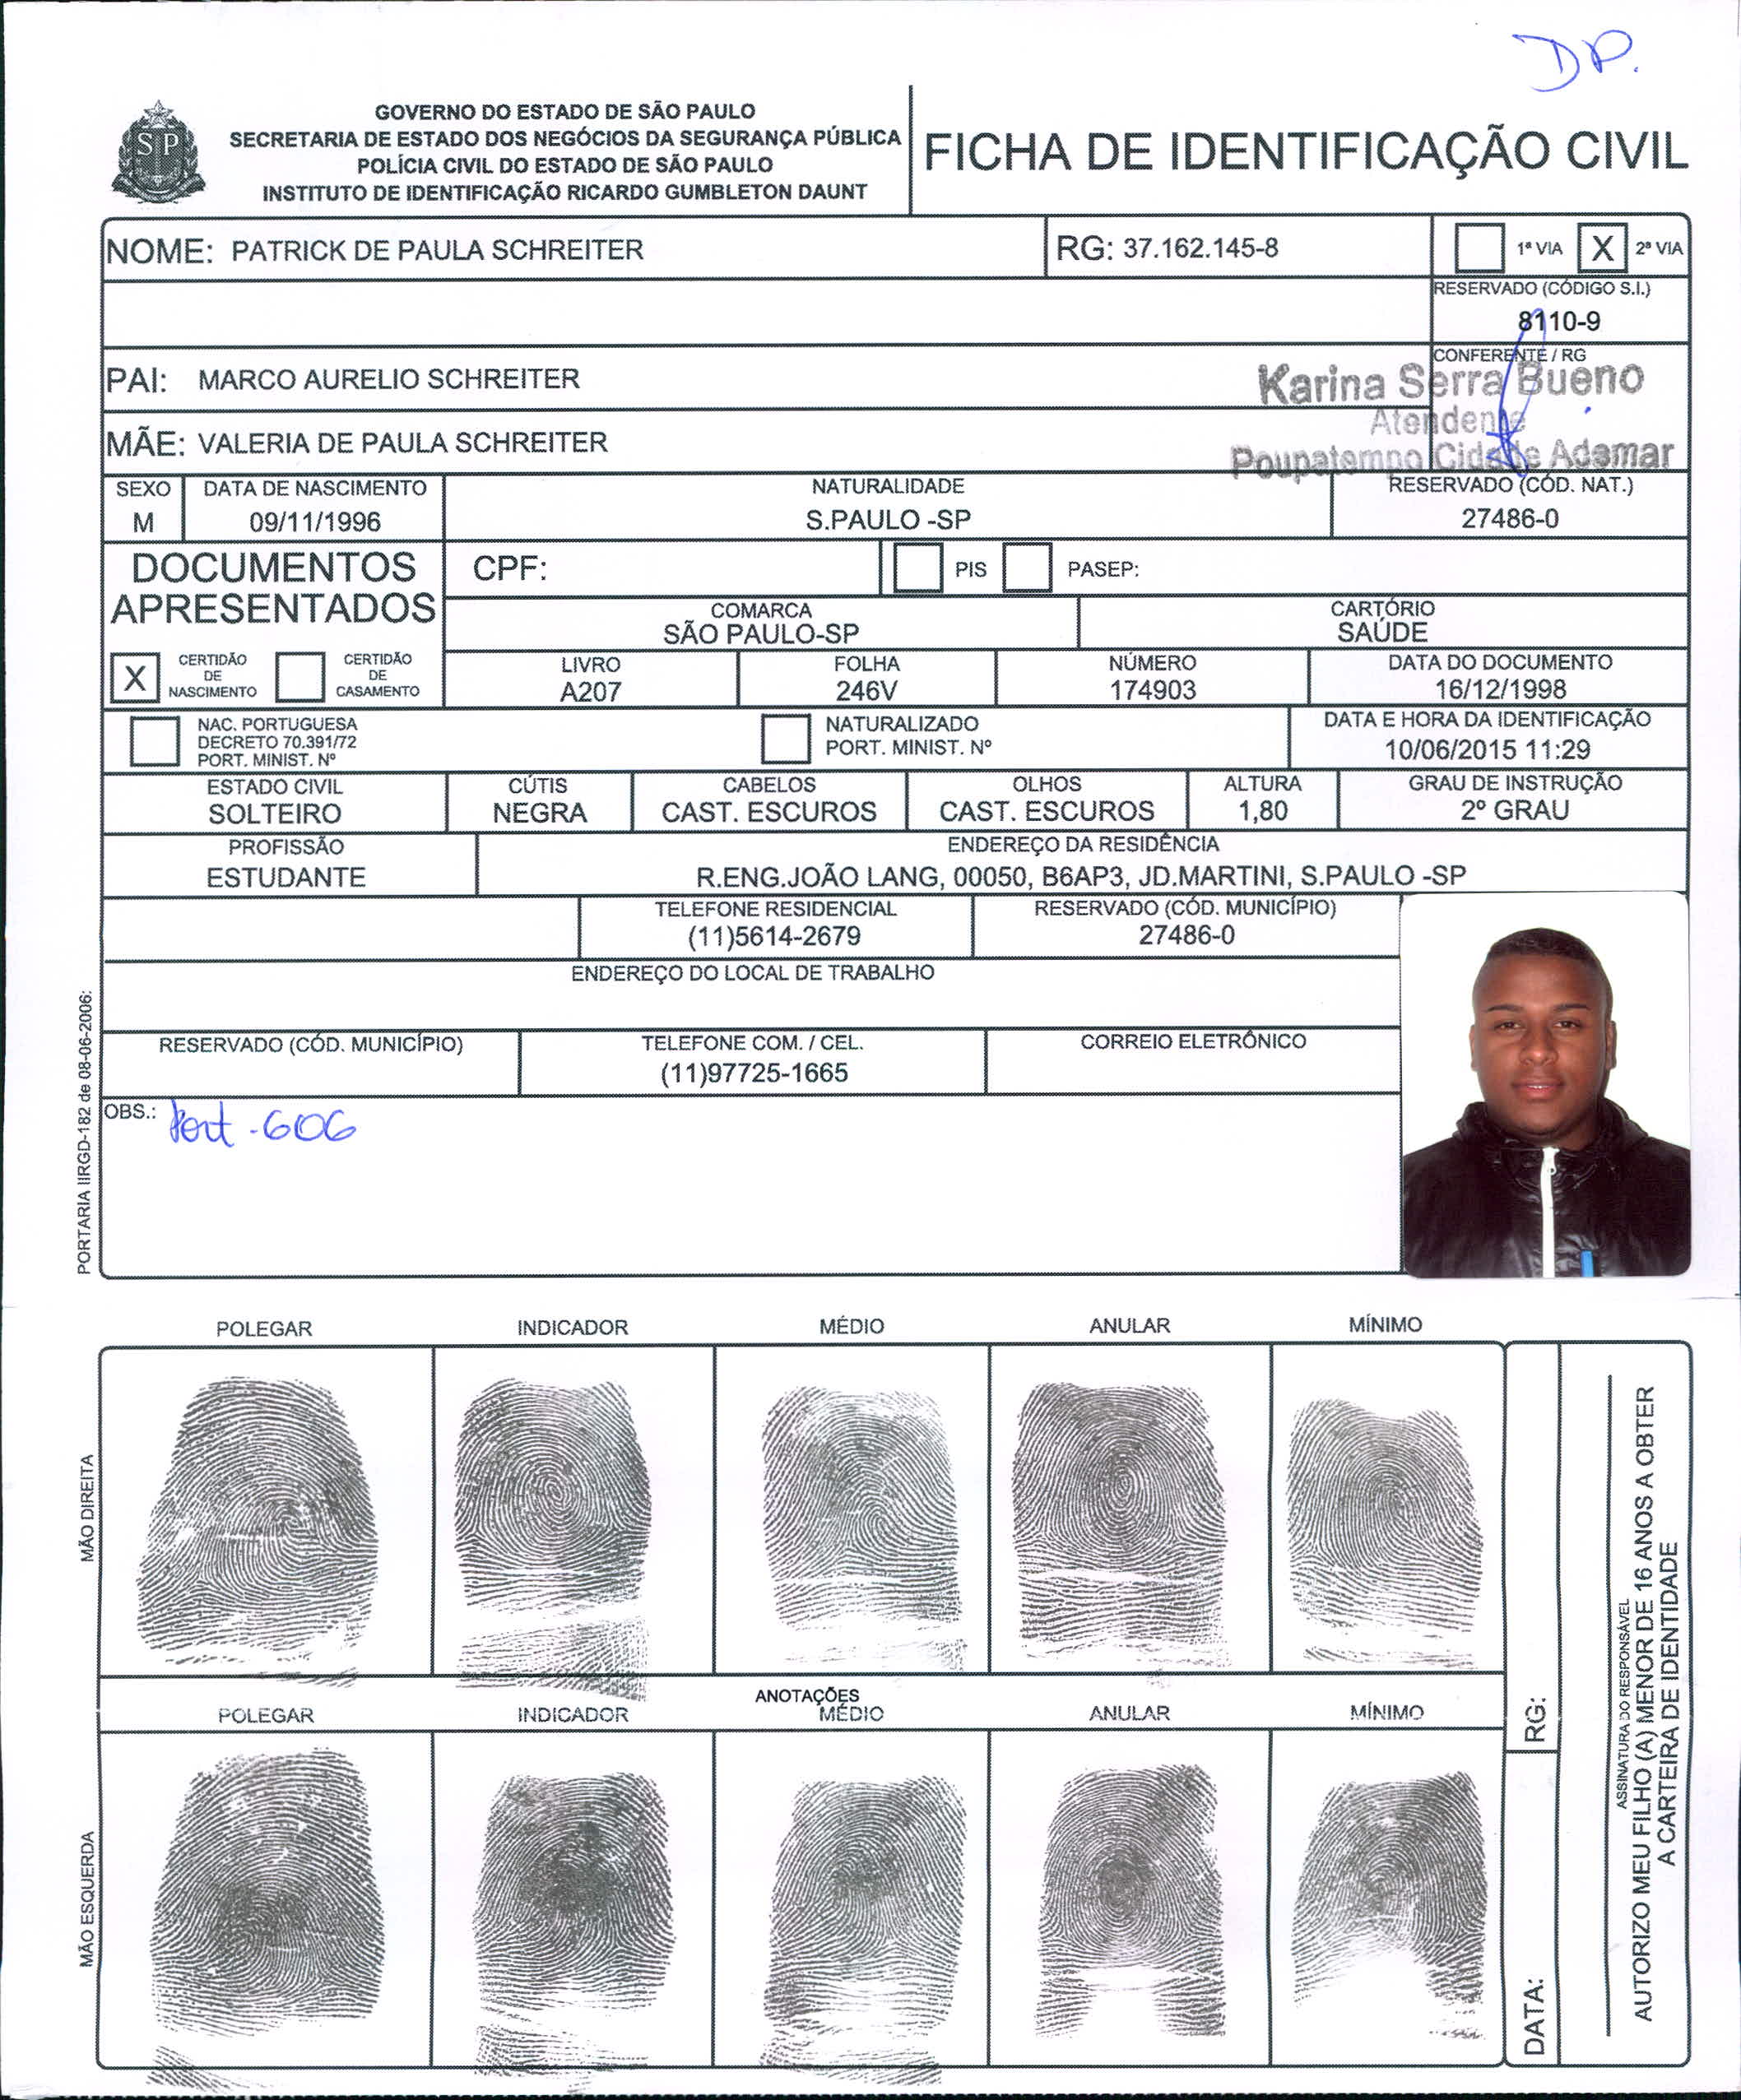 DP.
GOVERNO DO ESTADO DE SÃO PAULO
SECRETARIA DE ESTADO DOS NEGÓCIOS DA SEGURANÇA PÚBLICA
POLÍCIA CIVIL DO ESTADO DE SÃO PAULO
INSTITUTO DE IDENTIFICAÇÃO RICARDO GUMBLETON DAUNT
SP
FICHA DE IDENTIFICAÇÃO CIVIL
NOME: PATRICK DE PAULA SCHREITER
RG: 37.162.145-8
1ª VIA X 2ª VIA
RESERVADO (CÓDIGO S.I.)
8110-9
CONFERENTE / RG
PAI: MARCO AURELIO SCHREITER
Karina Serra Bueno
Atendente
Poupatempo Cidade Ademar
MÃE: VALERIA DE PAULA SCHREITER
SEXO DATA DE NASCIMENTO NATURALIDADE RESERVADO (CÓD. NAT.)
M 09/11/1996 S.PAULO -SP 27486-0
DOCUMENTOS
APRESENTADOS
CPF: PIS PASEP:
COMARCA CARTÓRIO
SÃO PAULO-SP SAÚDE
X CERTIDÃO
DE
NASCIMENTO
CERTIDÃO
DE
CASAMENTO
LIVRO FOLHA NÚMERO DATA DO DOCUMENTO
A207 246V 174903 16/12/1998
NAC. PORTUGUESA
DECRETO 70.391/72
PORT. MINIST. Nº
NATURALIZADO
PORT. MINIST. Nº
DATA E HORA DA IDENTIFICAÇÃO
10/06/2015 11:29
ESTADO CIVIL CÚTIS CABELOS OLHOS ALTURA GRAU DE INSTRUÇÃO
SOLTEIRO NEGRA CAST. ESCUROS CAST. ESCUROS 1,80 2º GRAU
PROFISSÃO ENDEREÇO DA RESIDÊNCIA
ESTUDANTE R.ENG.JOÃO LANG, 00050, B6AP3, JD.MARTINI, S.PAULO -SP
TELEFONE RESIDENCIAL RESERVADO (CÓD. MUNICÍPIO)
(11)5614-2679 27486-0
ENDEREÇO DO LOCAL DE TRABALHO
RESERVADO (CÓD. MUNICÍPIO) TELEFONE COM. / CEL. CORREIO ELETRÔNICO
(11)97725-1665
OBS.: Port-606
PORTARIA IIRGD-182 de 08-06-2006:
POLEGAR INDICADOR MÉDIO ANULAR MÍNIMO
MÃO DIREITA
ANOTAÇÕES
POLEGAR INDICADOR MÉDIO ANULAR MÍNIMO
MÃO ESQUERDA
RG:
DATA:
ASSINATURA DO RESPONSÁVEL
AUTORIZO MEU FILHO (A) MENOR DE 16 ANOS A OBTER
A CARTEIRA DE IDENTIDADE